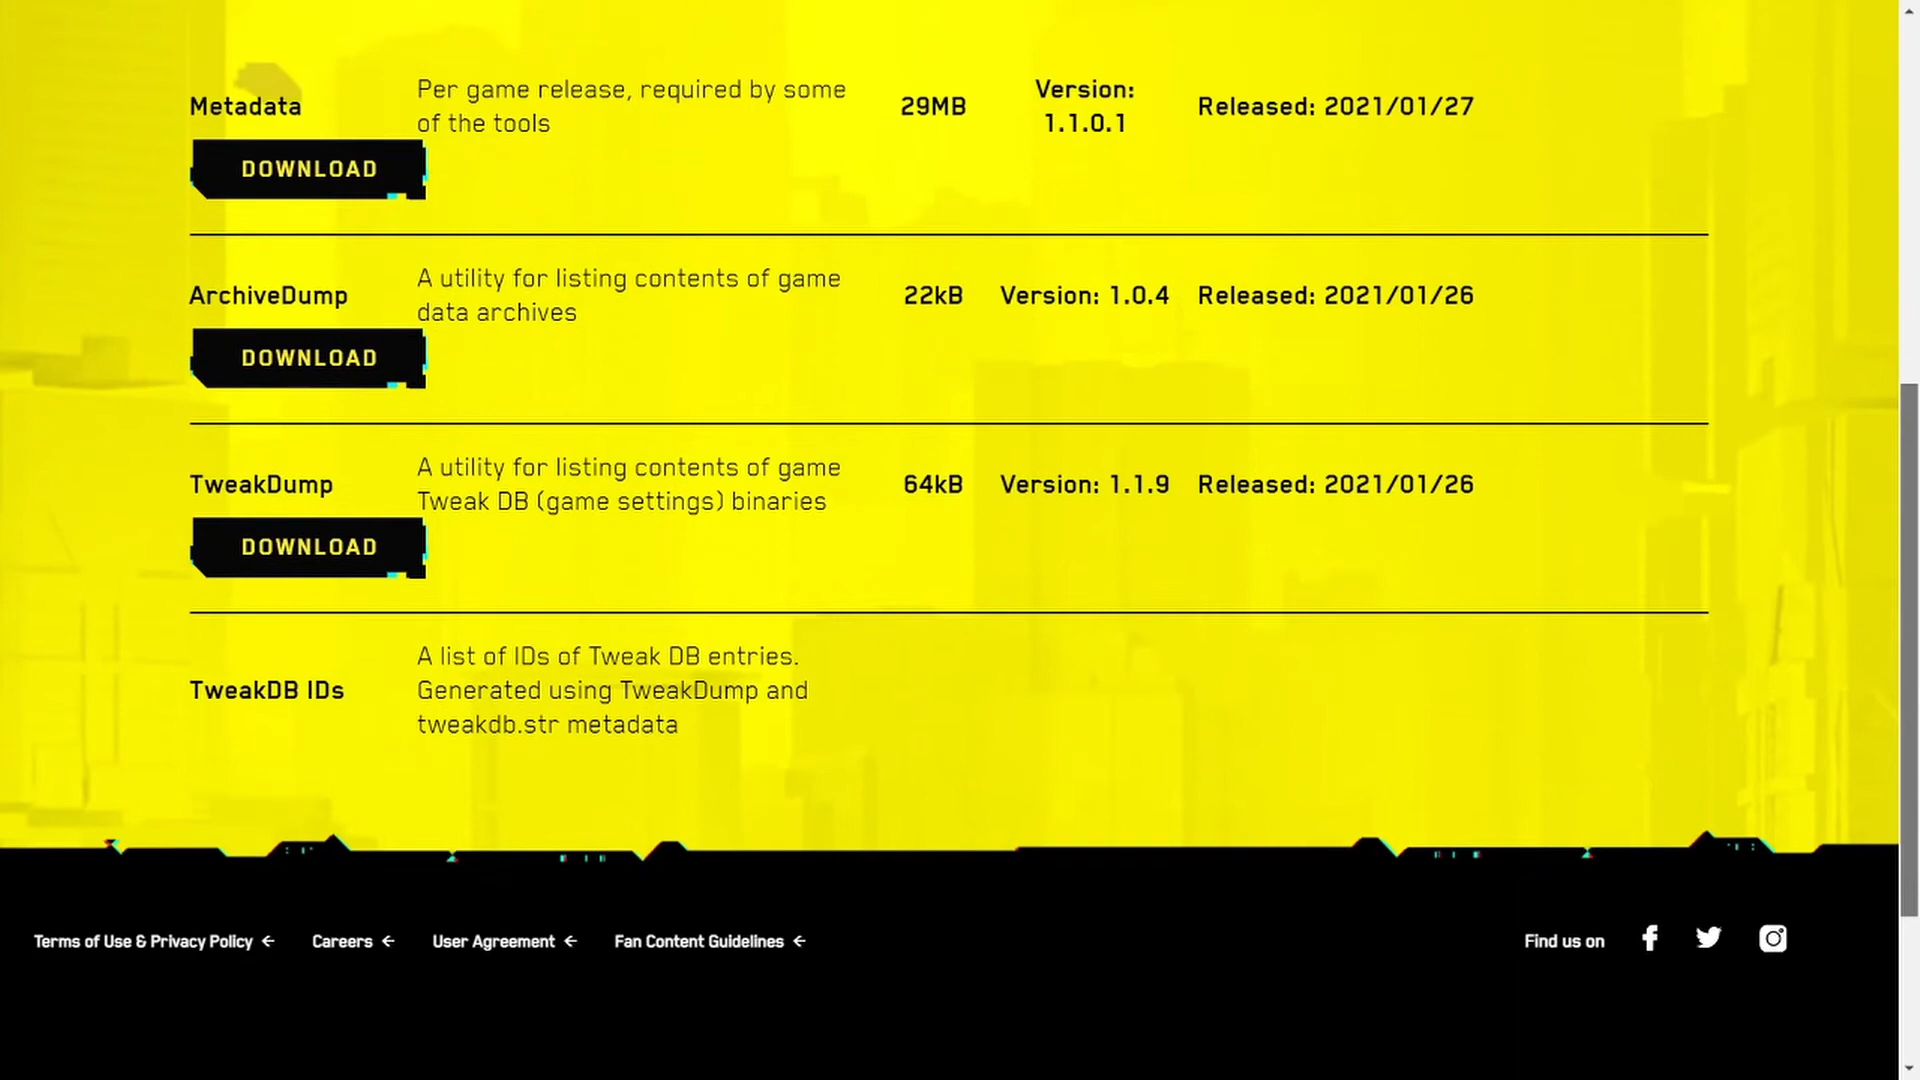 Metadata
Per game release, required by some
of the tools
29MB
Version:
1.1.0.1
Released: 2021/01/27
DOWNLOAD
ArchiveDump
A utility for listing contents of game
data archives
22kB
Version: 1.0.4
Released: 2021/01/26
DOWNLOAD
TweakDump
A utility for listing contents of game
Tweak DB (game settings) binaries
64kB
Version: 1.1.9
Released: 2021/01/26
DOWNLOAD
TweakDB IDs
A list of IDs of Tweak DB entries.
Generated using TweakDump and
tweakdb.str metadata
Terms of Use & Privacy Policy
Careers
User Agreement
Fan Content Guidelines
Find us on